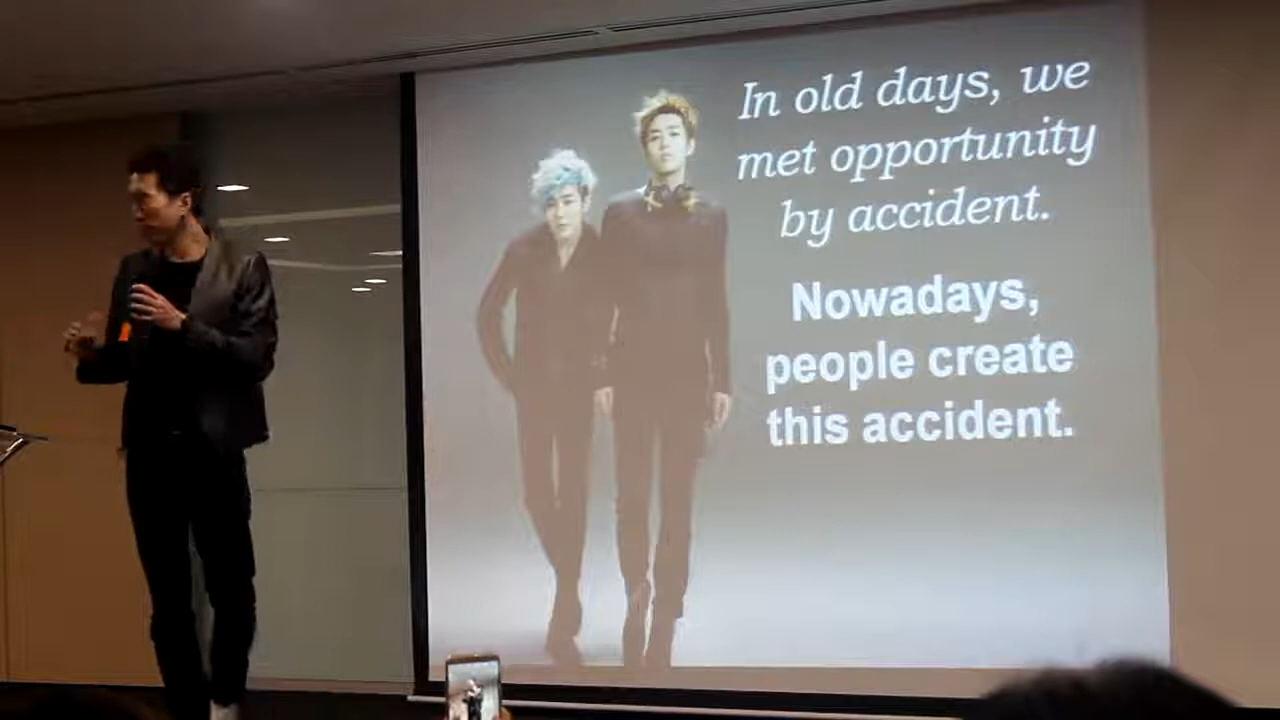 In old days, we
met opportunity
by accident.
Nowadays,
people create
this accident.